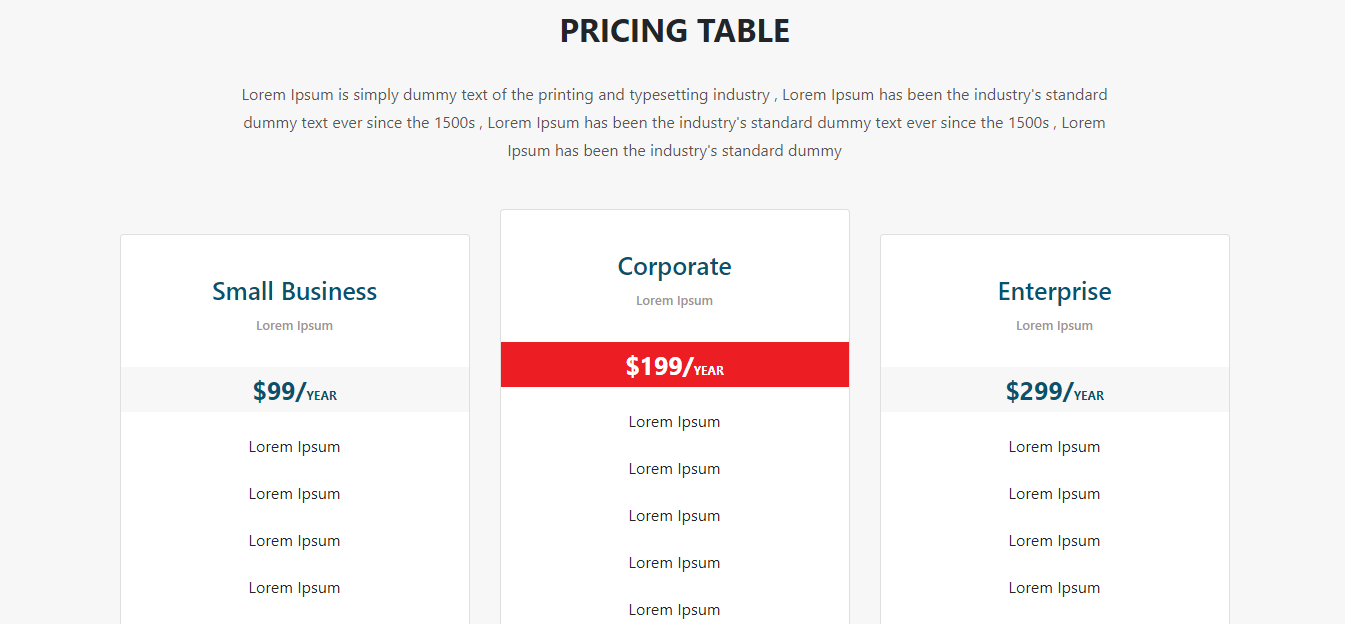 PRICING TABLE
Lorem Ipsum is simply dummy text of the printing and typesetting industry , Lorem Ipsum has been the industry's standard
dummy text ever since the 1500s , Lorem Ipsum has been the industry's standard dummy text ever since the 1500s , Lorem
Ipsum has been the industry's standard dummy
Small Business
Lorem Ipsum
$99/YEAR
Lorem Ipsum
Lorem Ipsum
Lorem Ipsum
Lorem Ipsum
Corporate
Lorem Ipsum
$199/YEAR
Lorem Ipsum
Lorem Ipsum
Lorem Ipsum
Lorem Ipsum
Lorem Ipsum
Enterprise
Lorem Ipsum
$299/YEAR
Lorem Ipsum
Lorem Ipsum
Lorem Ipsum
Lorem Ipsum